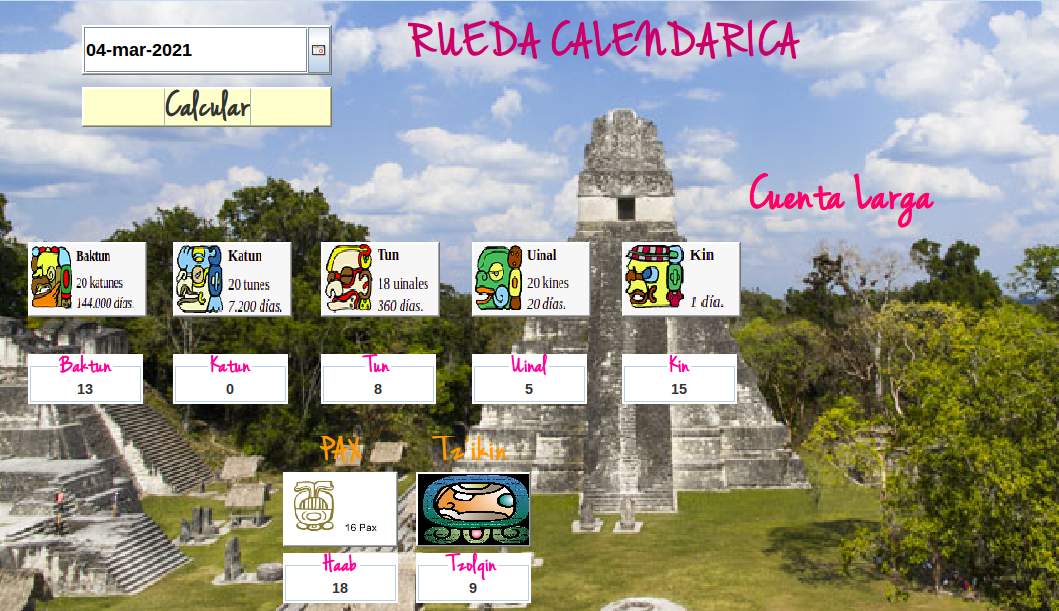 RUEDA CALENDARICA
04-mar-2021
Calcular
Cuenta Larga
Baktun
20 katunes
144.000 días.
Katun
20 tunes
7.200 días.
Tun
18 uinales
360 días.
Uinal
20 kines
20 días.
Kin
1 día.
Baktun
13
Katun
0
Tun
8
Uinal
5
Kin
15
PAX
Tz'ikin
16 Pax
Haab
18
Tzolqin
9